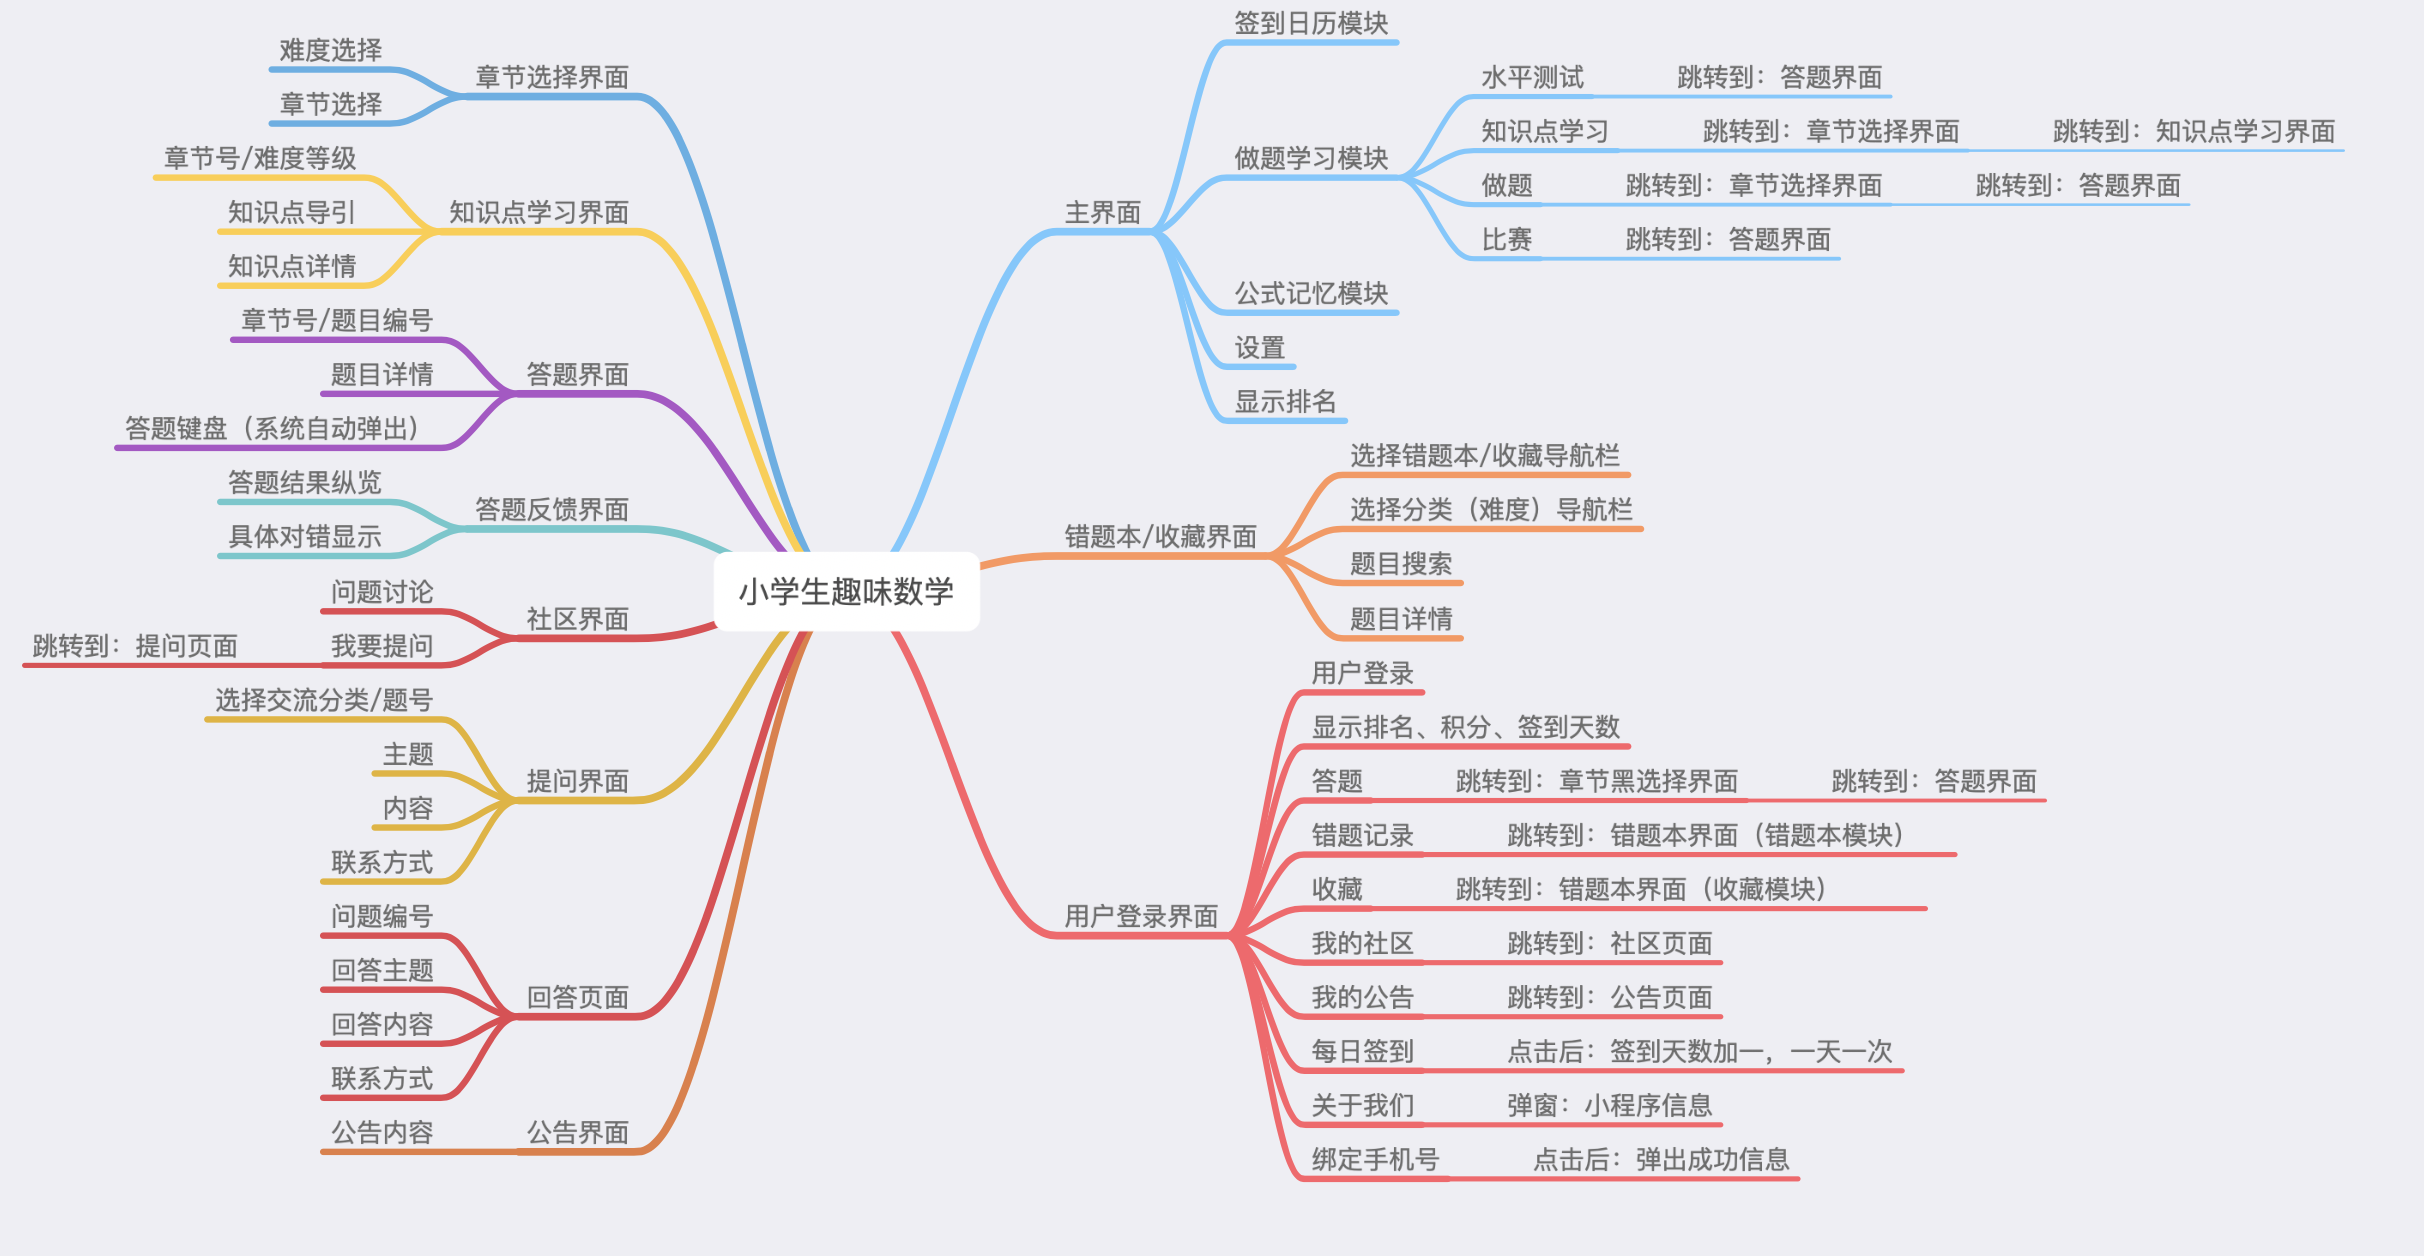 小学生趣味数学
主界面
签到日历模块
做题学习模块
水平测试
跳转到：答题界面
知识点学习
跳转到：章节选择界面
跳转到：知识点学习界面
做题
跳转到：章节选择界面
跳转到：答题界面
比赛
跳转到：答题界面
公式记忆模块
设置
显示排名
错题本/收藏界面
选择错题本/收藏导航栏
选择分类（难度）导航栏
题目搜索
题目详情
用户登录界面
用户登录
显示排名、积分、签到天数
答题
跳转到：章节黑选择界面
跳转到：答题界面
错题记录
跳转到：错题本界面（错题本模块）
收藏
跳转到：错题本界面（收藏模块）
我的社区
跳转到：社区页面
我的公告
跳转到：公告页面
每日签到
点击后：签到天数加一，一天一次
关于我们
弹窗：小程序信息
绑定手机号
点击后：弹出成功信息
章节选择界面
难度选择
章节选择
知识点学习界面
章节号/难度等级
知识点导引
知识点详情
答题界面
章节号/题目编号
题目详情
答题键盘（系统自动弹出）
答题反馈界面
答题结果纵览
具体对错显示
社区界面
问题讨论
我要提问
跳转到：提问页面
提问界面
选择交流分类/题号
主题
内容
联系方式
回答页面
问题编号
回答主题
回答内容
联系方式
公告界面
公告内容